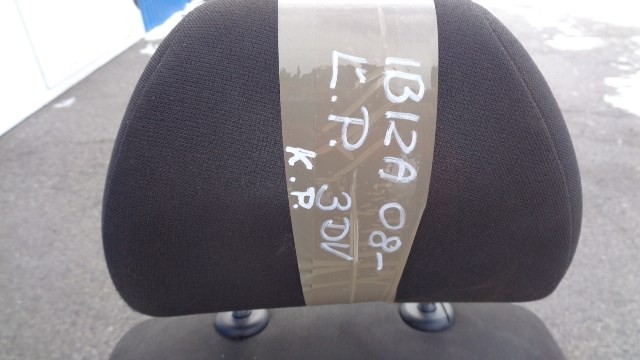 IBIZA 08-
L.P. 3DV
K.P.